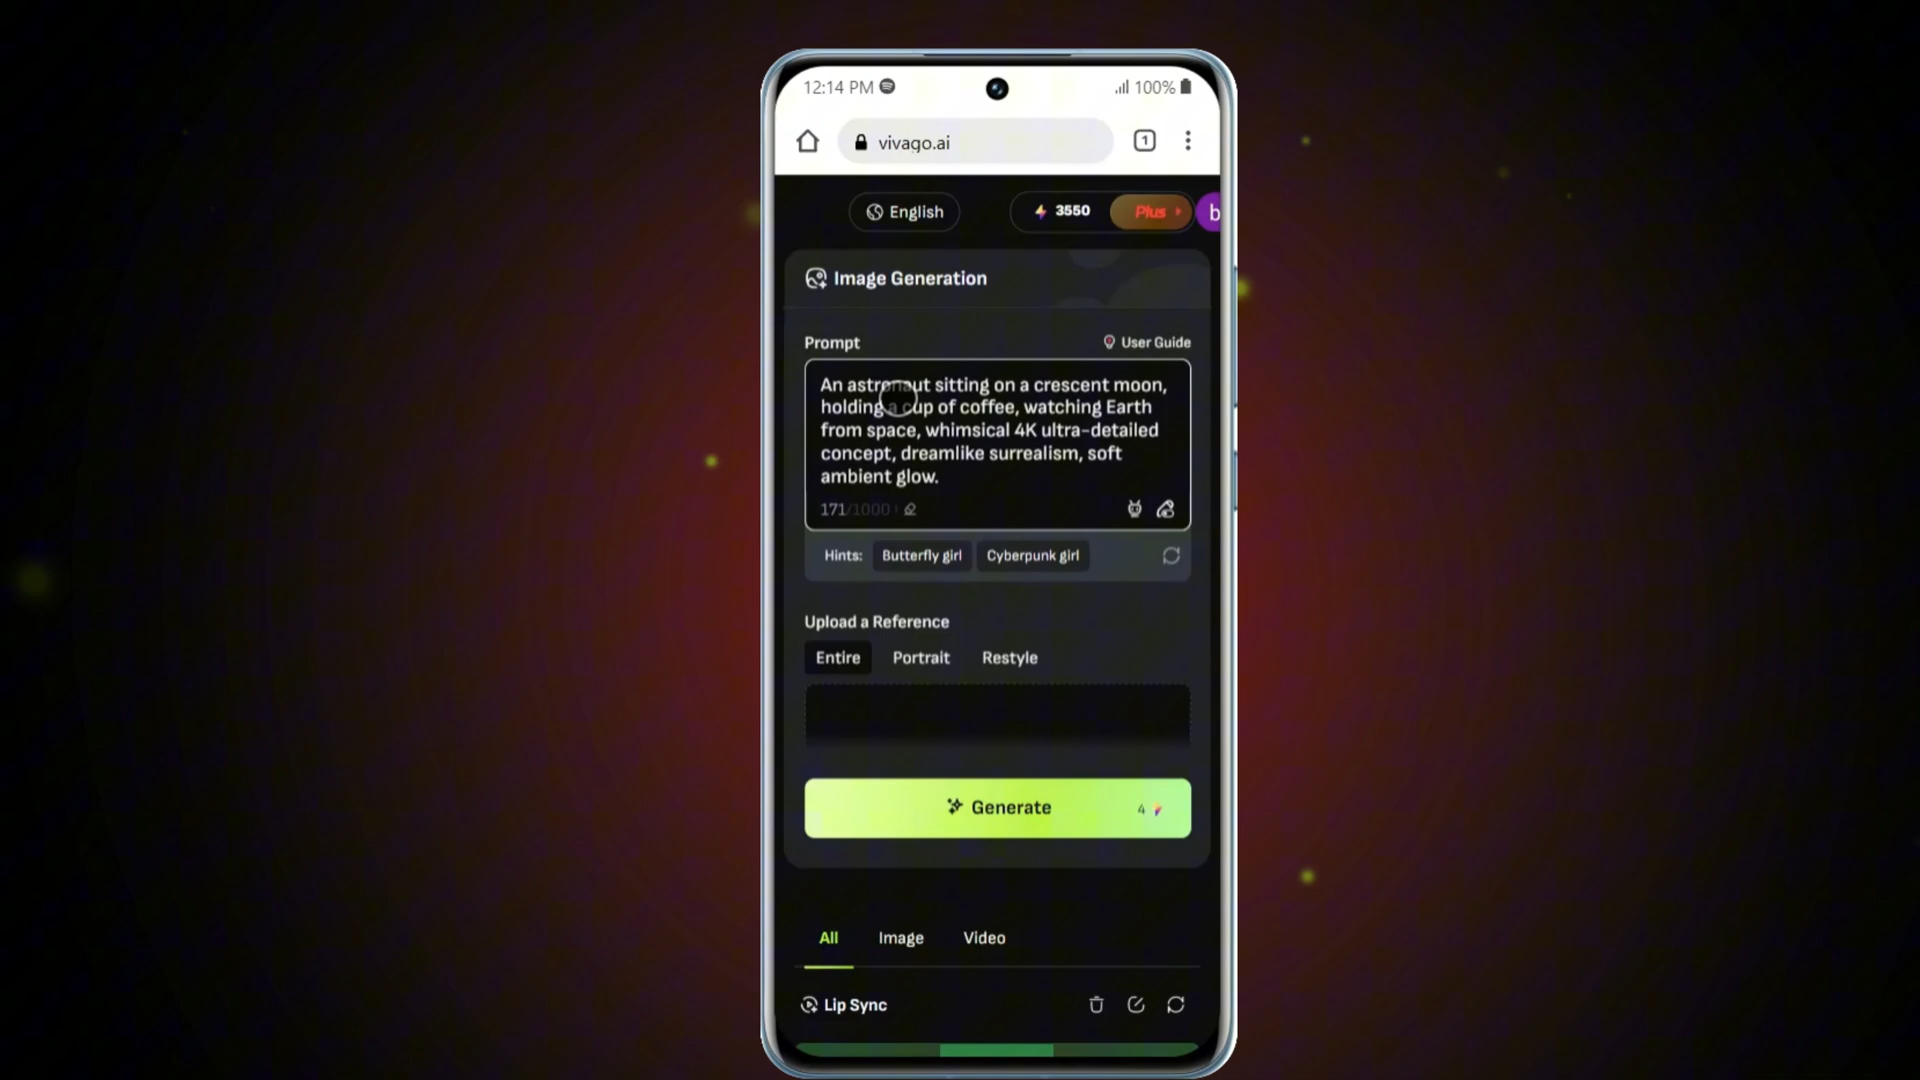 12:14 PM 100%
vivago.ai 1
English 3550 Plus b
Image Generation
Prompt User Guide
An astronaut sitting on a crescent moon,
holding a cup of coffee, watching Earth
from space, whimsical 4K ultra-detailed
concept, dreamlike surrealism, soft
ambient glow.
171/1000
Hints: Butterfly girl Cyberpunk girl
Upload a Reference
Entire Portrait Restyle
Generate 4
All Image Video
Lip Sync